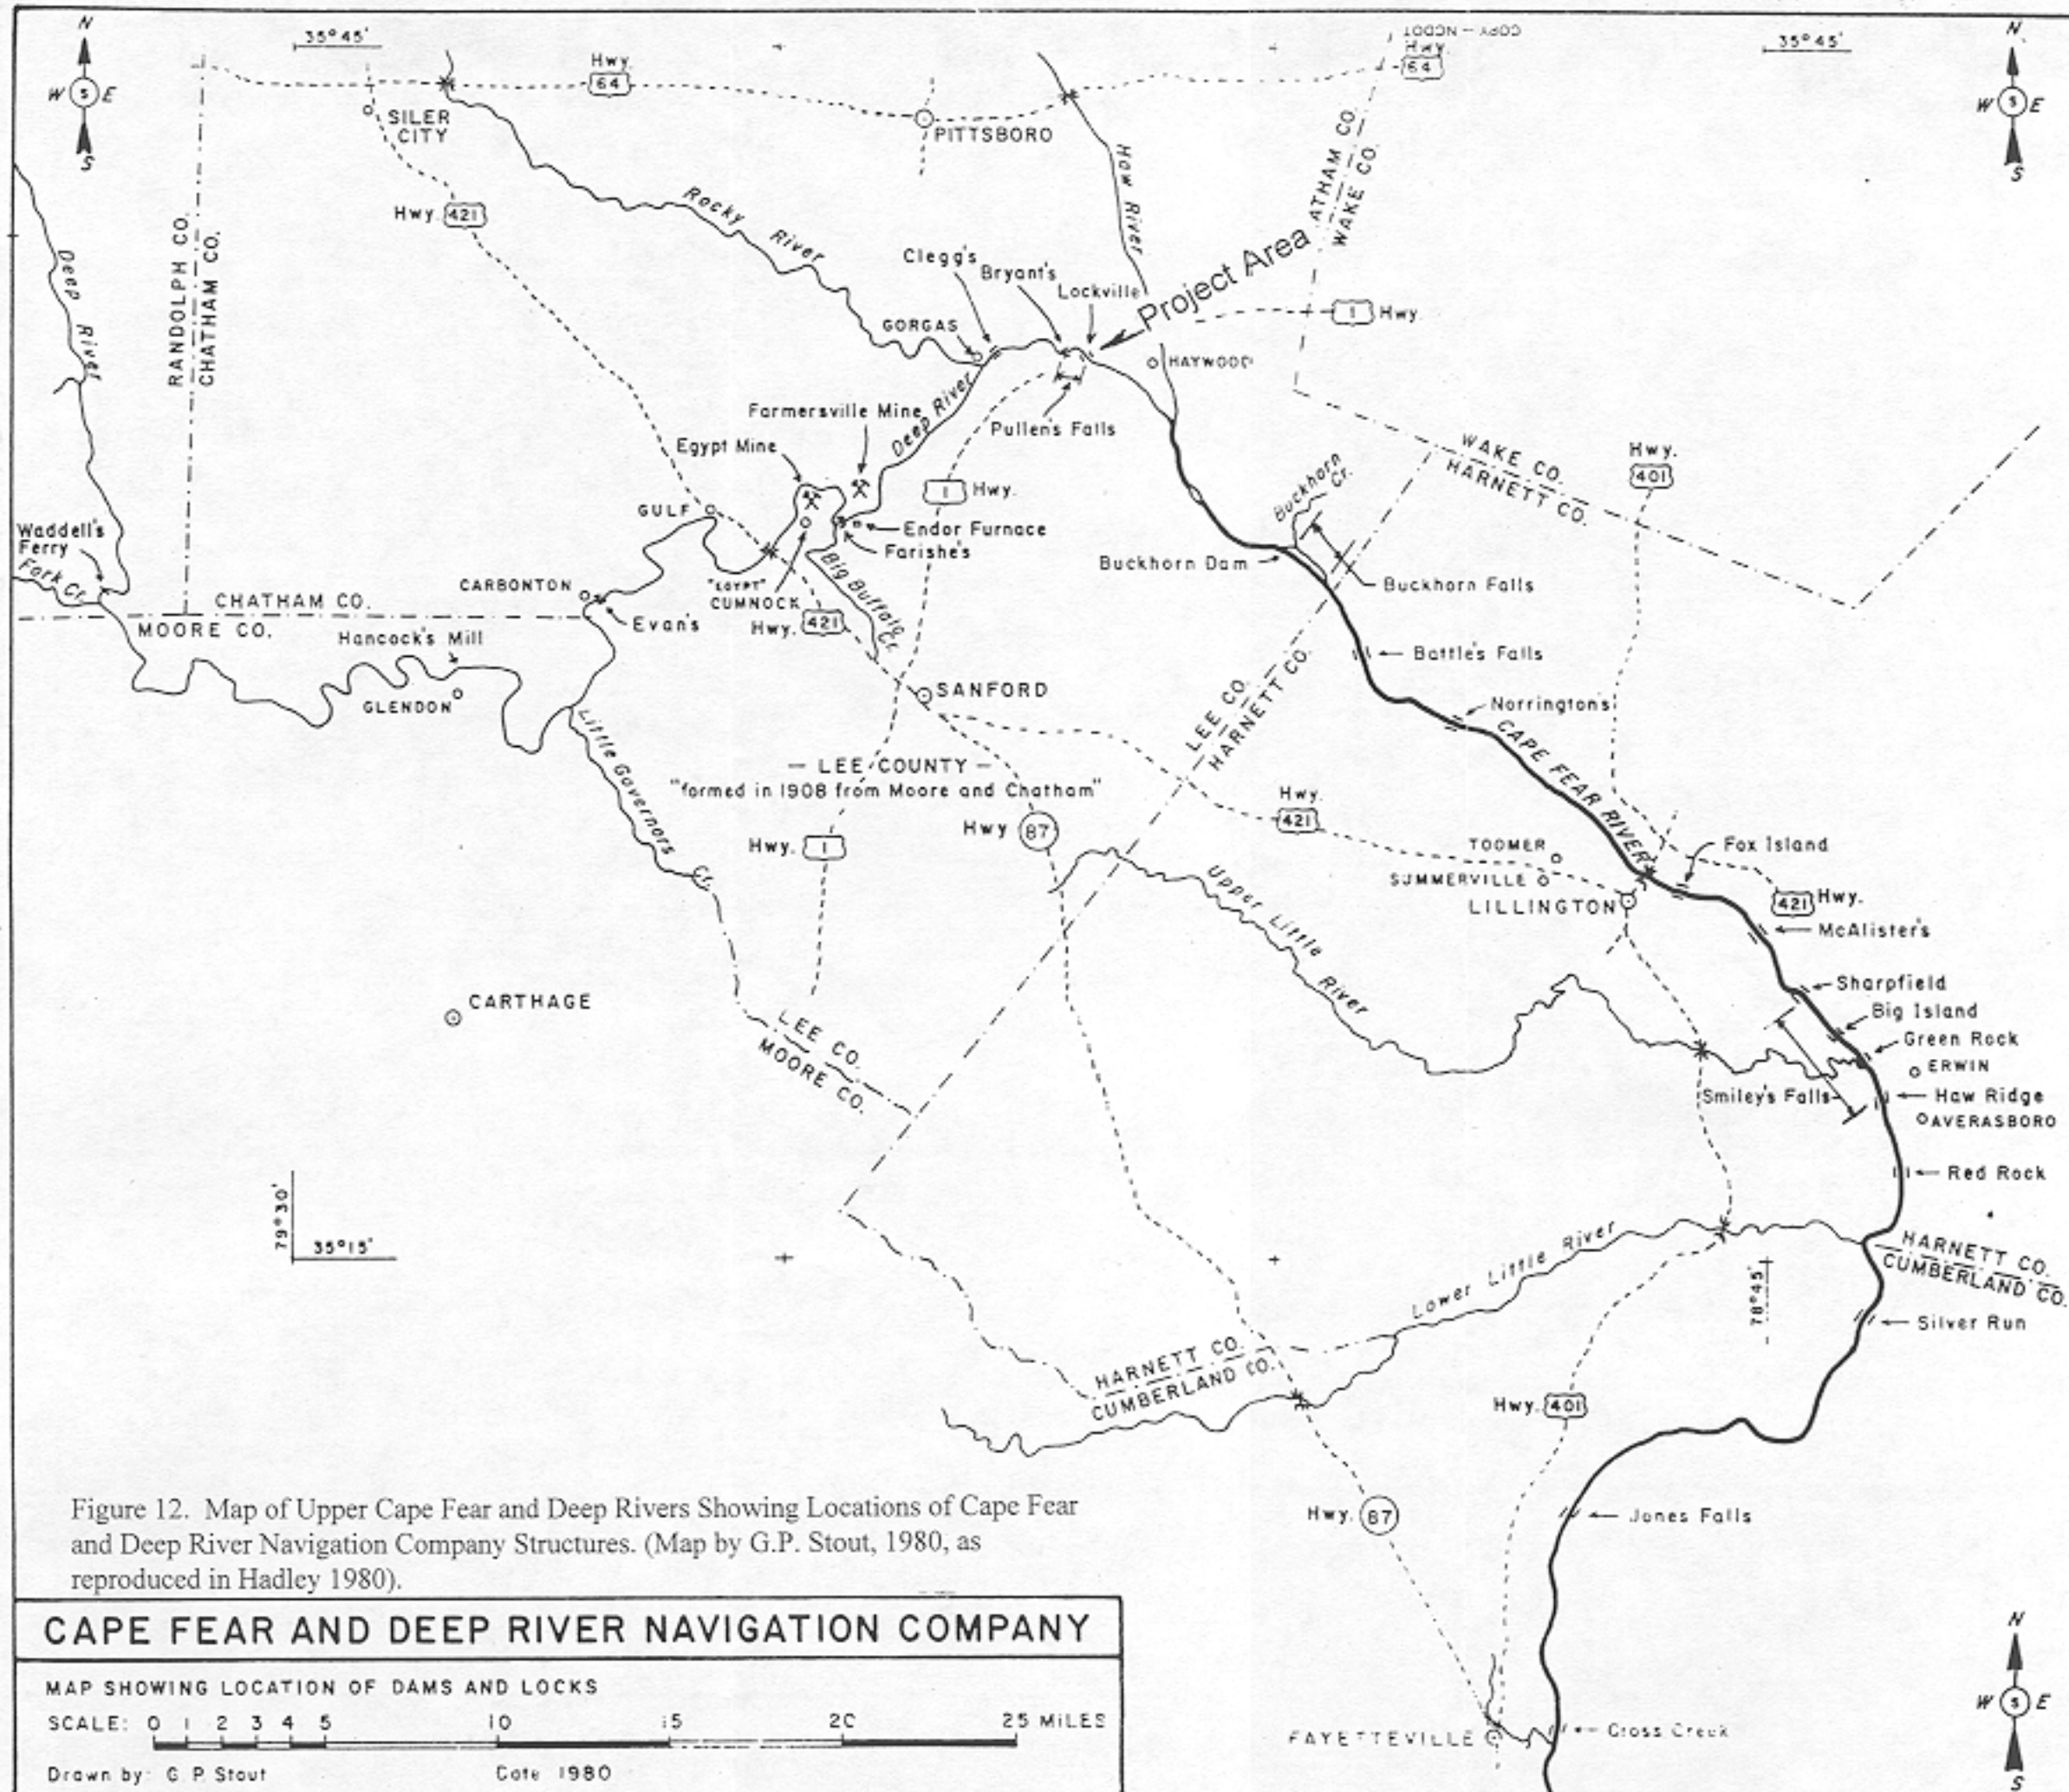 N
W S E
S
35°45'
Hwy.
64
COPY - NCDOT
Hwy.
64
35°45'
N
W S E
S
SILER
CITY
PITTSBORO
Haw River
ATHAM CO.
WAKE CO.
Hwy. 421
Rocky River
RANDOLPH CO.
CHATHAM CO.
Deep River
Clegg's
Bryant's
Lockville
Project Area
1 Hwy.
GORGAS
HAYWOOD
Farmersville Mine
Deep River
Pullen's Falls
Egypt Mine
1 Hwy.
WAKE CO.
HARNETT CO.
Hwy.
401
Buckhorn
Cr.
GULF
Waddell's
Ferry
Fork Cr.
Endor Furnace
Farishe's
Buckhorn Dam
Buckhorn Falls
CARBONTON
"EGYPT"
CUMNOCK
Big Buffalo
Cr.
CHATHAM CO.
MOORE CO.
Evan's
Hwy. 421
Hancock's Mill
Battle's Falls
GLENDON
SANFORD
LEE CO.
HARNETT CO.
Norrington's
Little Governors Cr.
CAPE FEAR RIVER
— LEE COUNTY —
"formed in 1908 from Moore and Chatham"
Hwy. 1
Hwy 87
Hwy.
421
TOOMER
SUMMERVILLE
LILLINGTON
Fox Island
421 Hwy.
McAlister's
Upper Little River
CARTHAGE
LEE CO.
MOORE CO.
Sharpfield
Big Island
Green Rock
ERWIN
Smiley's Falls
Haw Ridge
AVERASBORO
Red Rock
79°30'
35°15'
Lower Little River
HARNETT CO.
CUMBERLAND CO.
78°45'
Silver Run
HARNETT CO.
CUMBERLAND CO.
Hwy. 401
Hwy. 87
Jones Falls
Figure 12. Map of Upper Cape Fear and Deep Rivers Showing Locations of Cape Fear
and Deep River Navigation Company Structures. (Map by G.P. Stout, 1980, as
reproduced in Hadley 1980).
CAPE FEAR AND DEEP RIVER NAVIGATION COMPANY
MAP SHOWING LOCATION OF DAMS AND LOCKS
SCALE: 0 1 2 3 4 5 10 15 20 25 MILES
Drawn by: G. P. Stout Date 1980
FAYETTEVILLE
Cross Creek
N
W S E
S